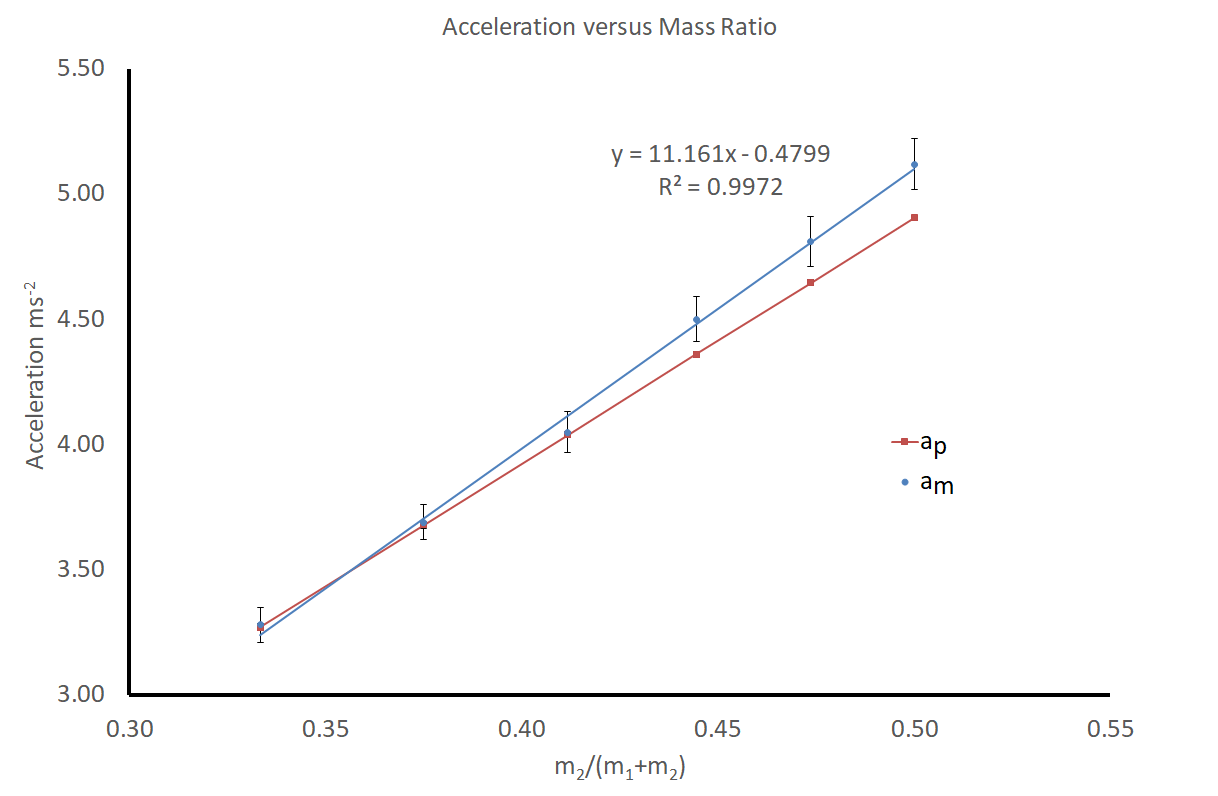 Acceleration versus Mass Ratio
5.50
5.00
4.50
4.00
3.50
3.00
Acceleration ms⁻²
y = 11.161x - 0.4799
R² = 0.9972
aₚ
aₘ
0.30 0.35 0.40 0.45 0.50 0.55
m₂/(m₁+m₂)